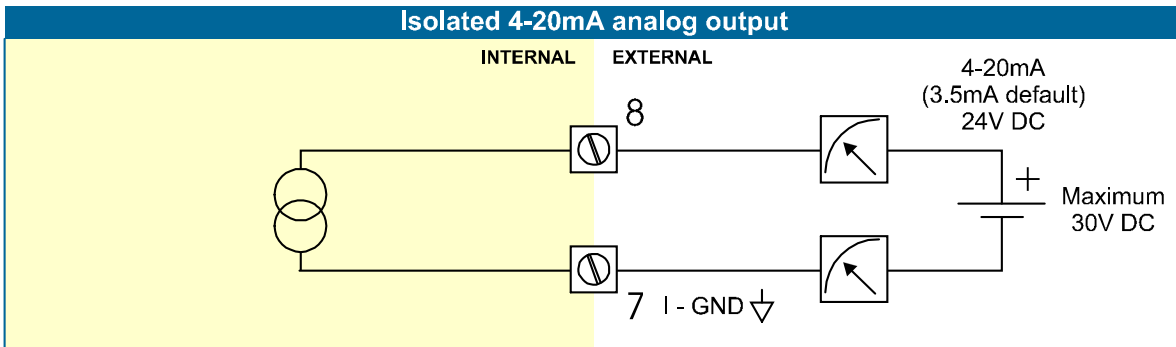 Isolated 4-20mA analog output
INTERNAL EXTERNAL
4-20mA
(3.5mA default)
24V DC
8
+
Maximum
30V DC
7 I - GND